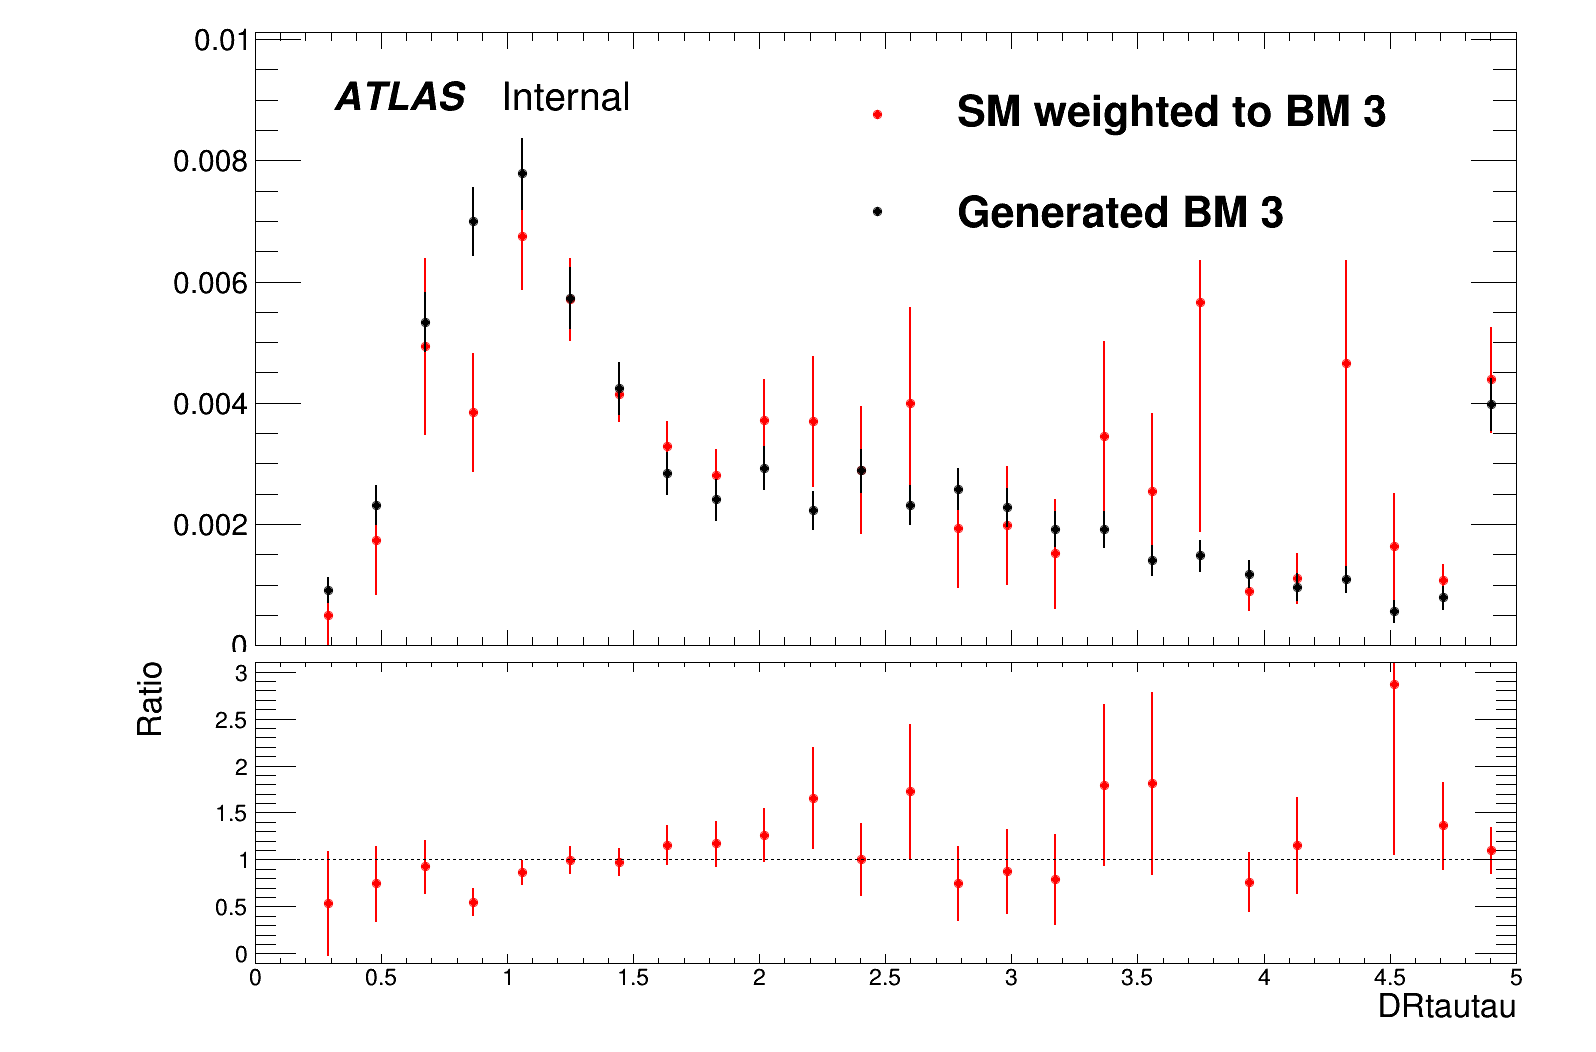 0.01
ATLAS Internal
SM weighted to BM 3
0.008
Generated BM 3
0.006
0.004
0.002
0
Ratio
3
2.5
2
1.5
1
0.5
0
0 0.5 1 1.5 2 2.5 3 3.5 4 4.5 5
DRtautau